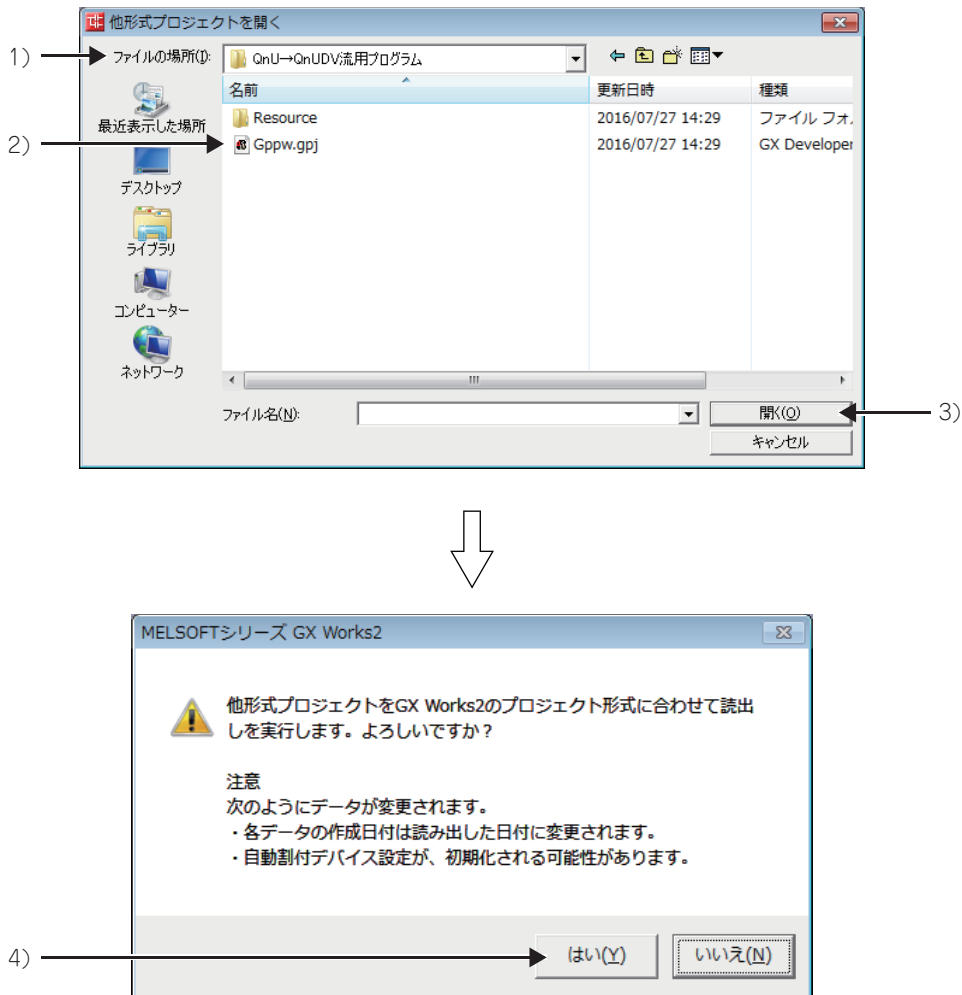 他形式プロジェクトを開く
1)
ファイルの場所(I):
QnU→QnUDV流用プログラム
名前
更新日時
種類
最近表示した場所
Resource
2016/07/27 14:29
ファイル フォ.
2)
Gppw.gpj
2016/07/27 14:29
GX Developer
デスクトップ
ライブラリ
コンピューター
ネットワーク
ファイル名(N):
開く(O)
3)
キャンセル
MELSOFTシリーズ GX Works2
他形式プロジェクトをGX Works2のプロジェクト形式に合わせて読出
しを実行します。よろしいですか？
注意
次のようにデータが変更されます。
・各データの作成日付は読み出した日付に変更されます。
・自動割付デバイス設定が、初期化される可能性があります。
4)
はい(Y)
いいえ(N)